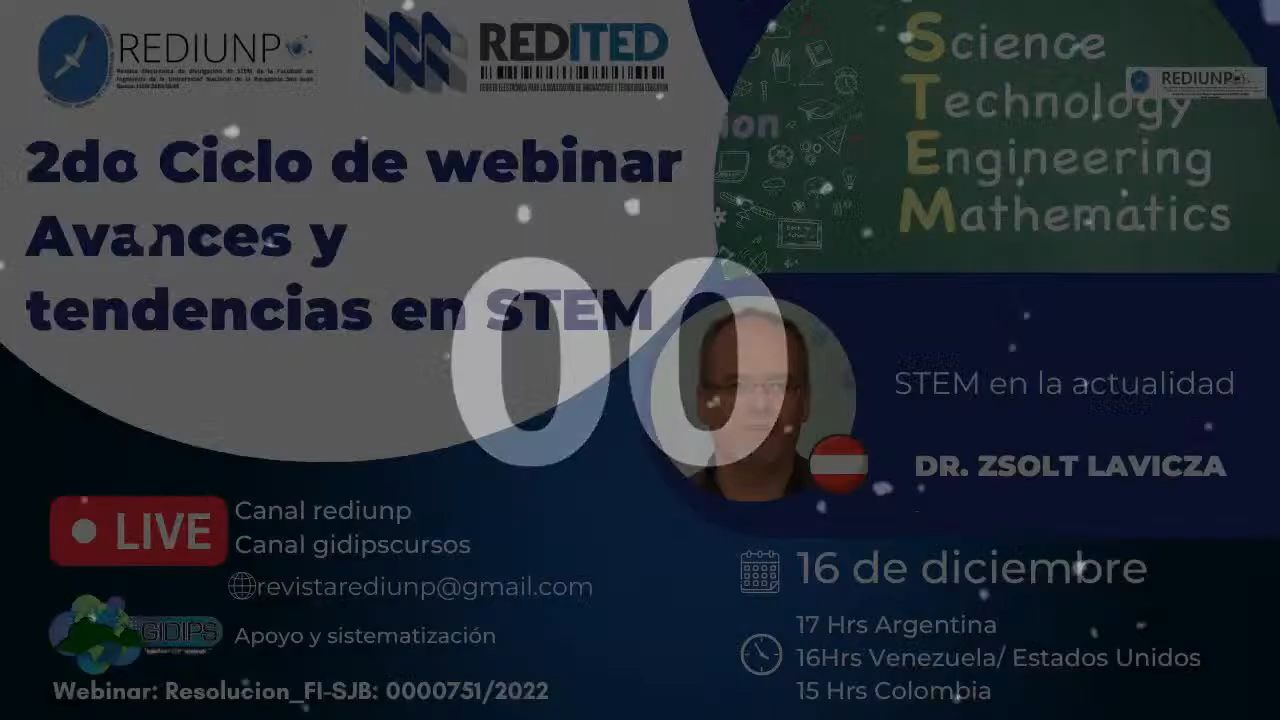 REDIUNP
REDITED
2do Ciclo de webinar
Avances y
tendencias en STEM
Science
Technology
Engineering
Mathematics
REDIUNP
ion
00
STEM en la actualidad
DR. ZSOLT LAVICZA
LIVE
Canal rediunp
Canal gidipscursos
revistarediunp@gmail.com
GIDIPS
Apoyo y sistematización
Webinar: Resolucion_FI-SJB: 0000751/2022
16 de diciembre
17 Hrs Argentina
16Hrs Venezuela/ Estados Unidos
15 Hrs Colombia